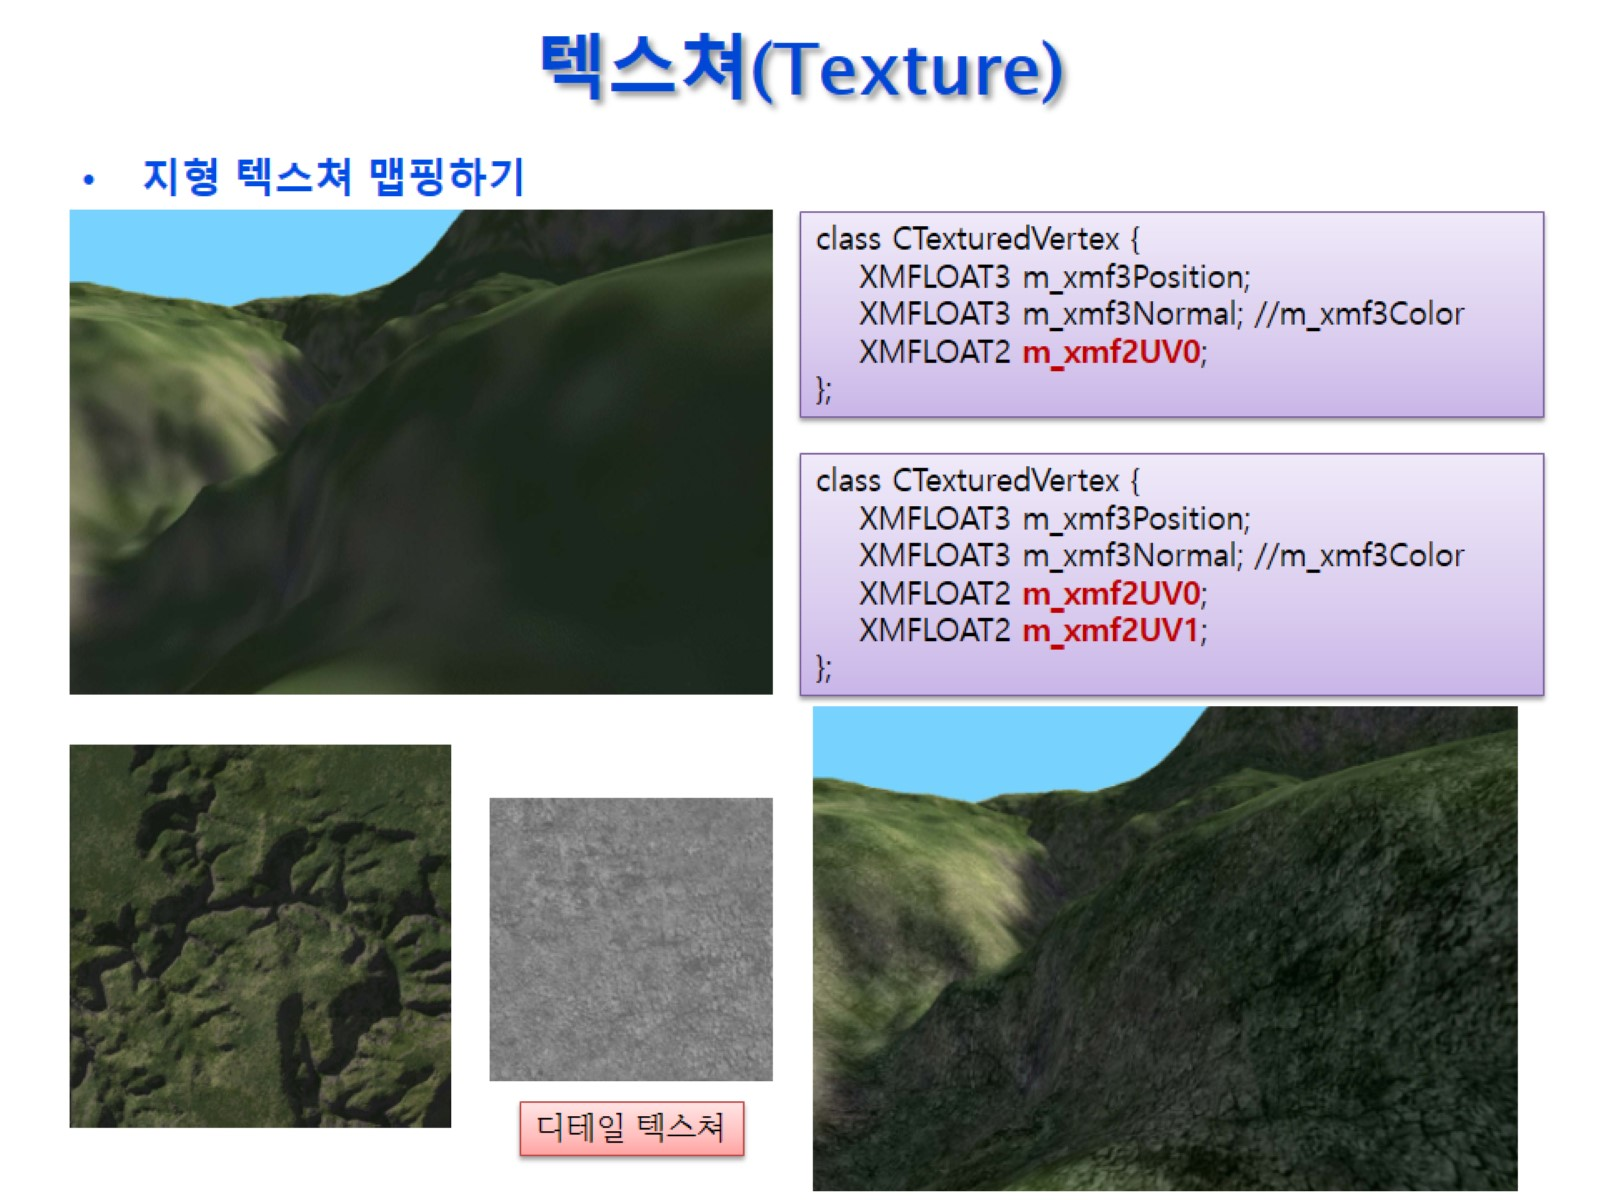 텍스쳐(Texture)
• 지형 텍스쳐 맵핑하기
class CTexturedVertex {
XMFLOAT3 m_xmf3Position;
XMFLOAT3 m_xmf3Normal; //m_xmf3Color
XMFLOAT2 m_xmf2UV0;
};
class CTexturedVertex {
XMFLOAT3 m_xmf3Position;
XMFLOAT3 m_xmf3Normal; //m_xmf3Color
XMFLOAT2 m_xmf2UV0;
XMFLOAT2 m_xmf2UV1;
};
디테일 텍스쳐